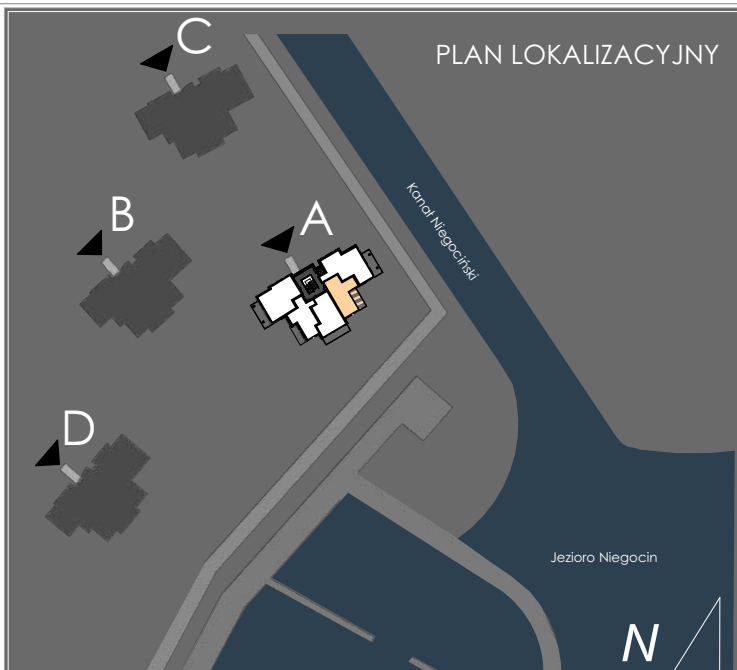 PLAN LOKALIZACYJNY
C
B
A
Kanał Niegociński
D
Jezioro Niegocin
N